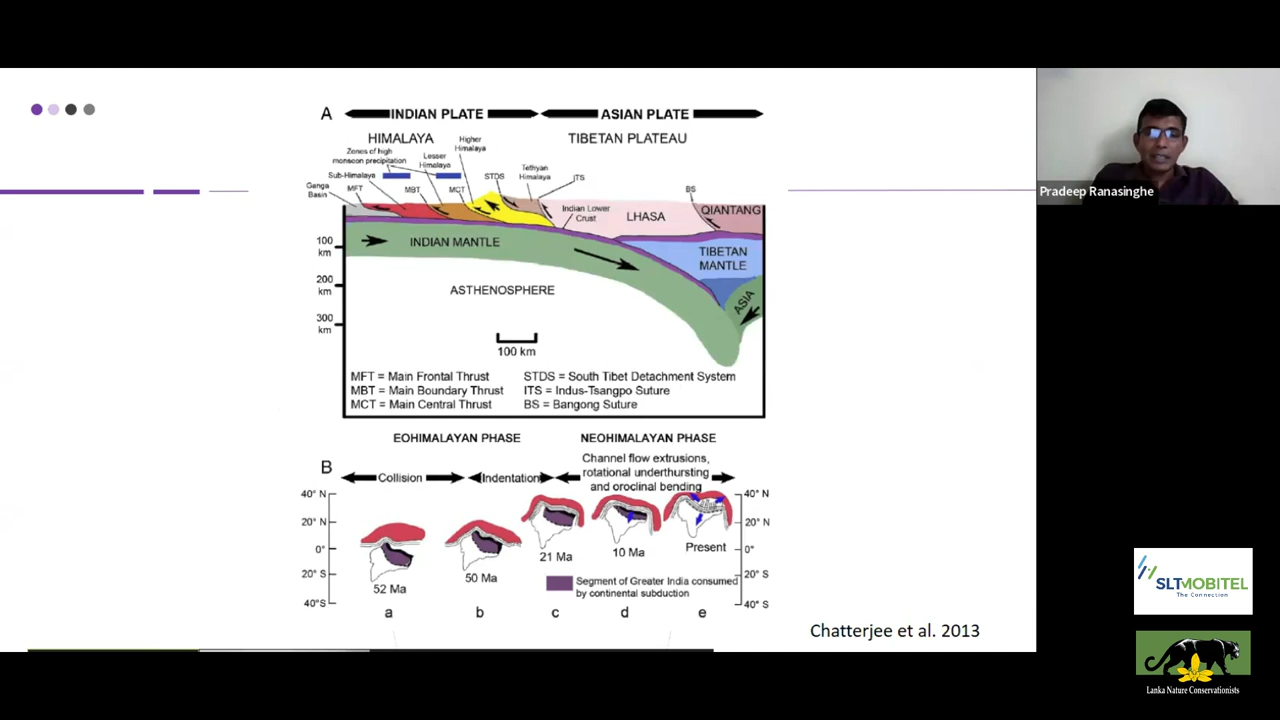 A
INDIAN PLATE
ASIAN PLATE
HIMALAYA
Higher
Himalaya
TIBETAN PLATEAU
Zones of high
monsoon precipitation
Lesser
Himalaya
Sub-Himalaya
STDS
Tethyan
Himalaya
ITS
Ganga
Basin
MFT
MBT
MCT
BS
Indian Lower
Crust
LHASA
QIANTANG
100
km
INDIAN MANTLE
TIBETAN
MANTLE
200
km
ASTHENOSPHERE
ASIA
300
km
100 km
MFT = Main Frontal Thrust
MBT = Main Boundary Thrust
MCT = Main Central Thrust
STDS = South Tibet Detachment System
ITS = Indus-Tsangpo Suture
BS = Bangong Suture
EOHIMALAYAN PHASE
NEOHIMALAYAN PHASE
B
Collision
Indentation
Channel flow extrusions,
rotational underthursting
and oroclinal bending
40° N
20° N
0°
20° S
40°S
40° N
20° N
0°
20° S
40° S
52 Ma
50 Ma
21 Ma
10 Ma
Present
Segment of Greater India consumed
by continental subduction
a
b
c
d
e
Chatterjee et al. 2013
Pradeep Ranasinghe
SLTMOBITEL
The Connection
Lanka Nature Conservationists